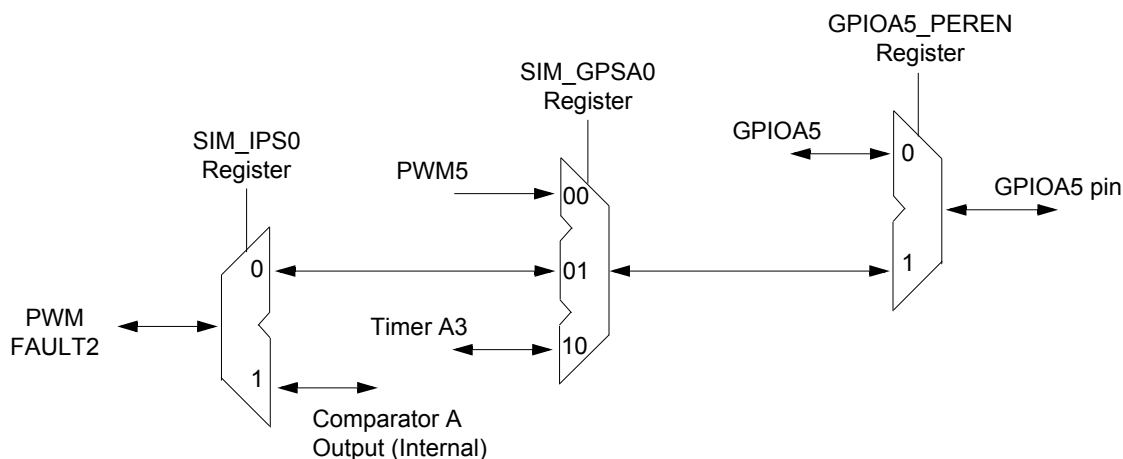 GPIOA5_PEREN
Register
SIM_GPSA0
Register
SIM_IPS0
Register
GPIOA5
0
PWM5
00
GPIOA5 pin
0
01
1
PWM
FAULT2
Timer A3
10
1
Comparator A
Output (Internal)